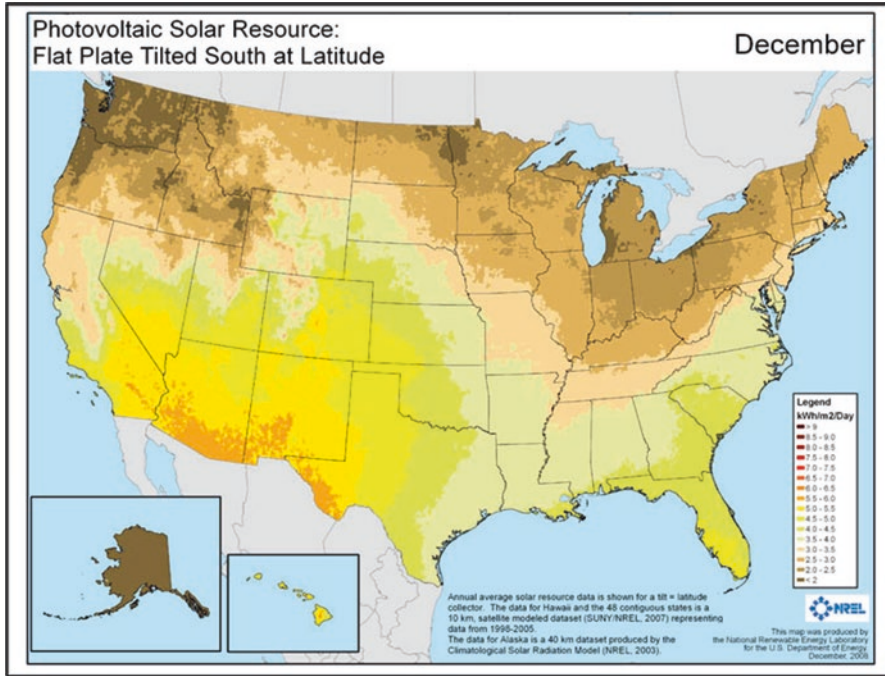 Photovoltaic Solar Resource:
Flat Plate Tilted South at Latitude
December
Legend
kWh/m2/Day
> 9
8.5 - 9.0
8.0 - 8.5
7.5 - 8.0
7.0 - 7.5
6.5 - 7.0
6.0 - 6.5
5.5 - 6.0
5.0 - 5.5
4.5 - 5.0
4.0 - 4.5
3.5 - 4.0
3.0 - 3.5
2.5 - 3.0
2.0 - 2.5
< 2
Annual average solar resource data is shown for a tilt = latitude
collector. The data for Hawaii and the 48 contiguous states is a
10 km, satellite modeled dataset (SUNY/NREL, 2007) representing
data from 1998-2005.
The data for Alaska is a 40 km dataset produced by the
Climatological Solar Radiation Model (NREL, 2003).
NREL
This map was produced by
the National Renewable Energy Laboratory
for the U.S. Department of Energy.
December, 2008